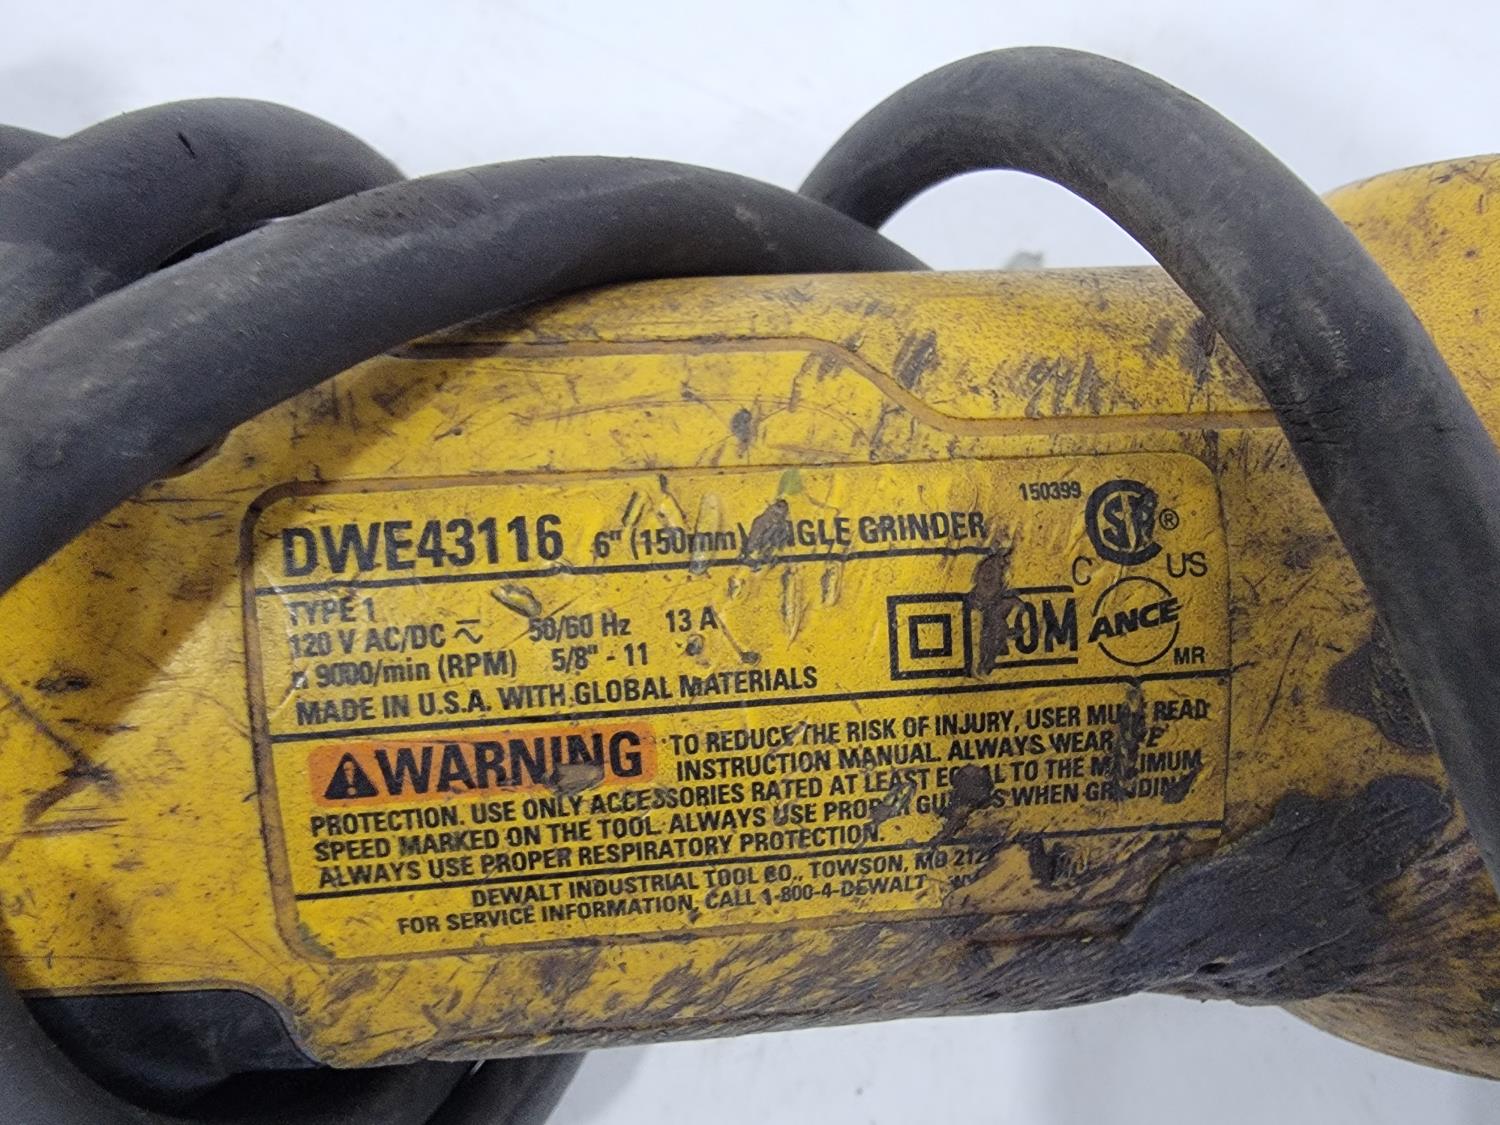 DWE43116 6" (150mm) GLE GRINDER
150399
CSA ®
C US
TYPE 1
120 V AC/DC 50/60 Hz 13 A
n 9000/min (RPM) 5/8" - 11
MADE IN U.S.A. WITH GLOBAL MATERIALS
OM
ANCE
MR
WARNING TO REDUCE THE RISK OF INJURY, USER READ
INSTRUCTION MANUAL. ALWAYS WEAR
PROTECTION. USE ONLY ACCESSORIES RATED AT LEAST TO THE
SPEED MARKED ON THE TOOL. ALWAYS USE WHEN
ALWAYS USE PROPER RESPIRATORY PROTECTION.
DEWALT INDUSTRIAL TOOL CO., TOWSON, MD 212
FOR SERVICE INFORMATION, CALL 1-800-4-DEWALT